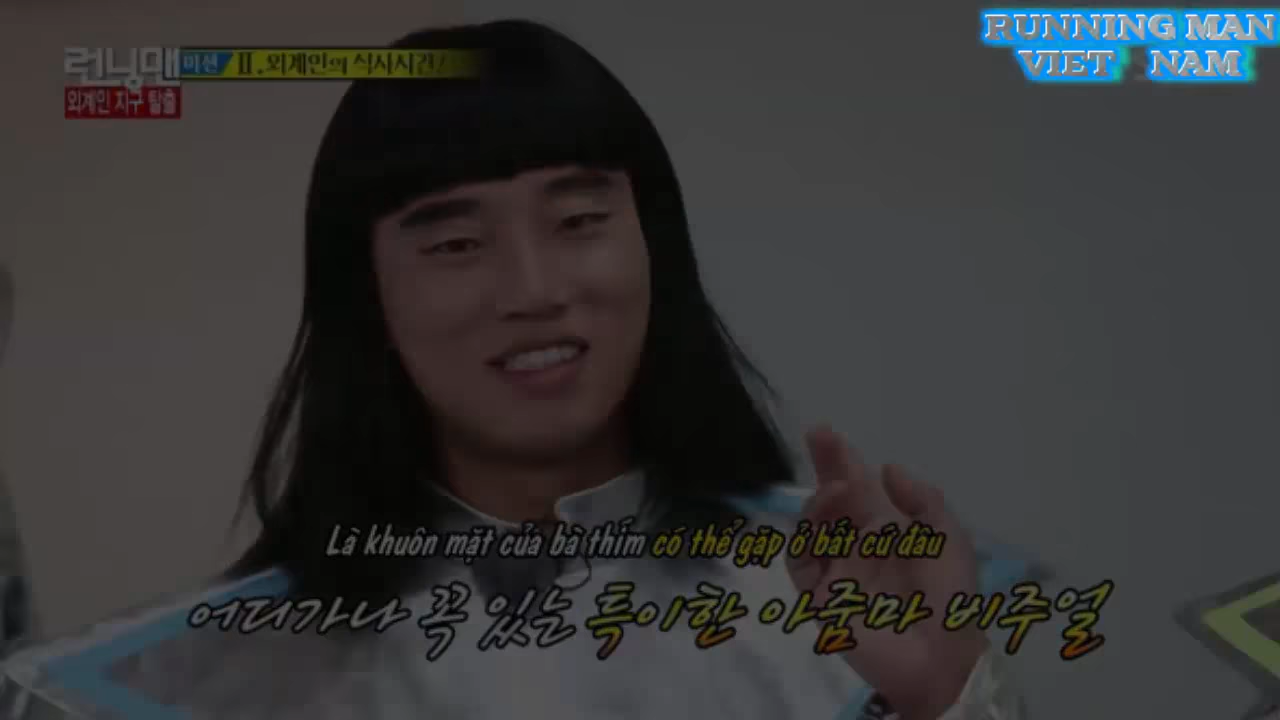 RUNNING MAN
VIET NAM
런닝맨
미션 Ⅱ.외계인의 식사시간!
외계인 지구 탈출
Là khuôn mặt của bà thím có thể gặp ở bất cứ đâu
어디가나 꼭 있는 특이한 아줌마 비주얼